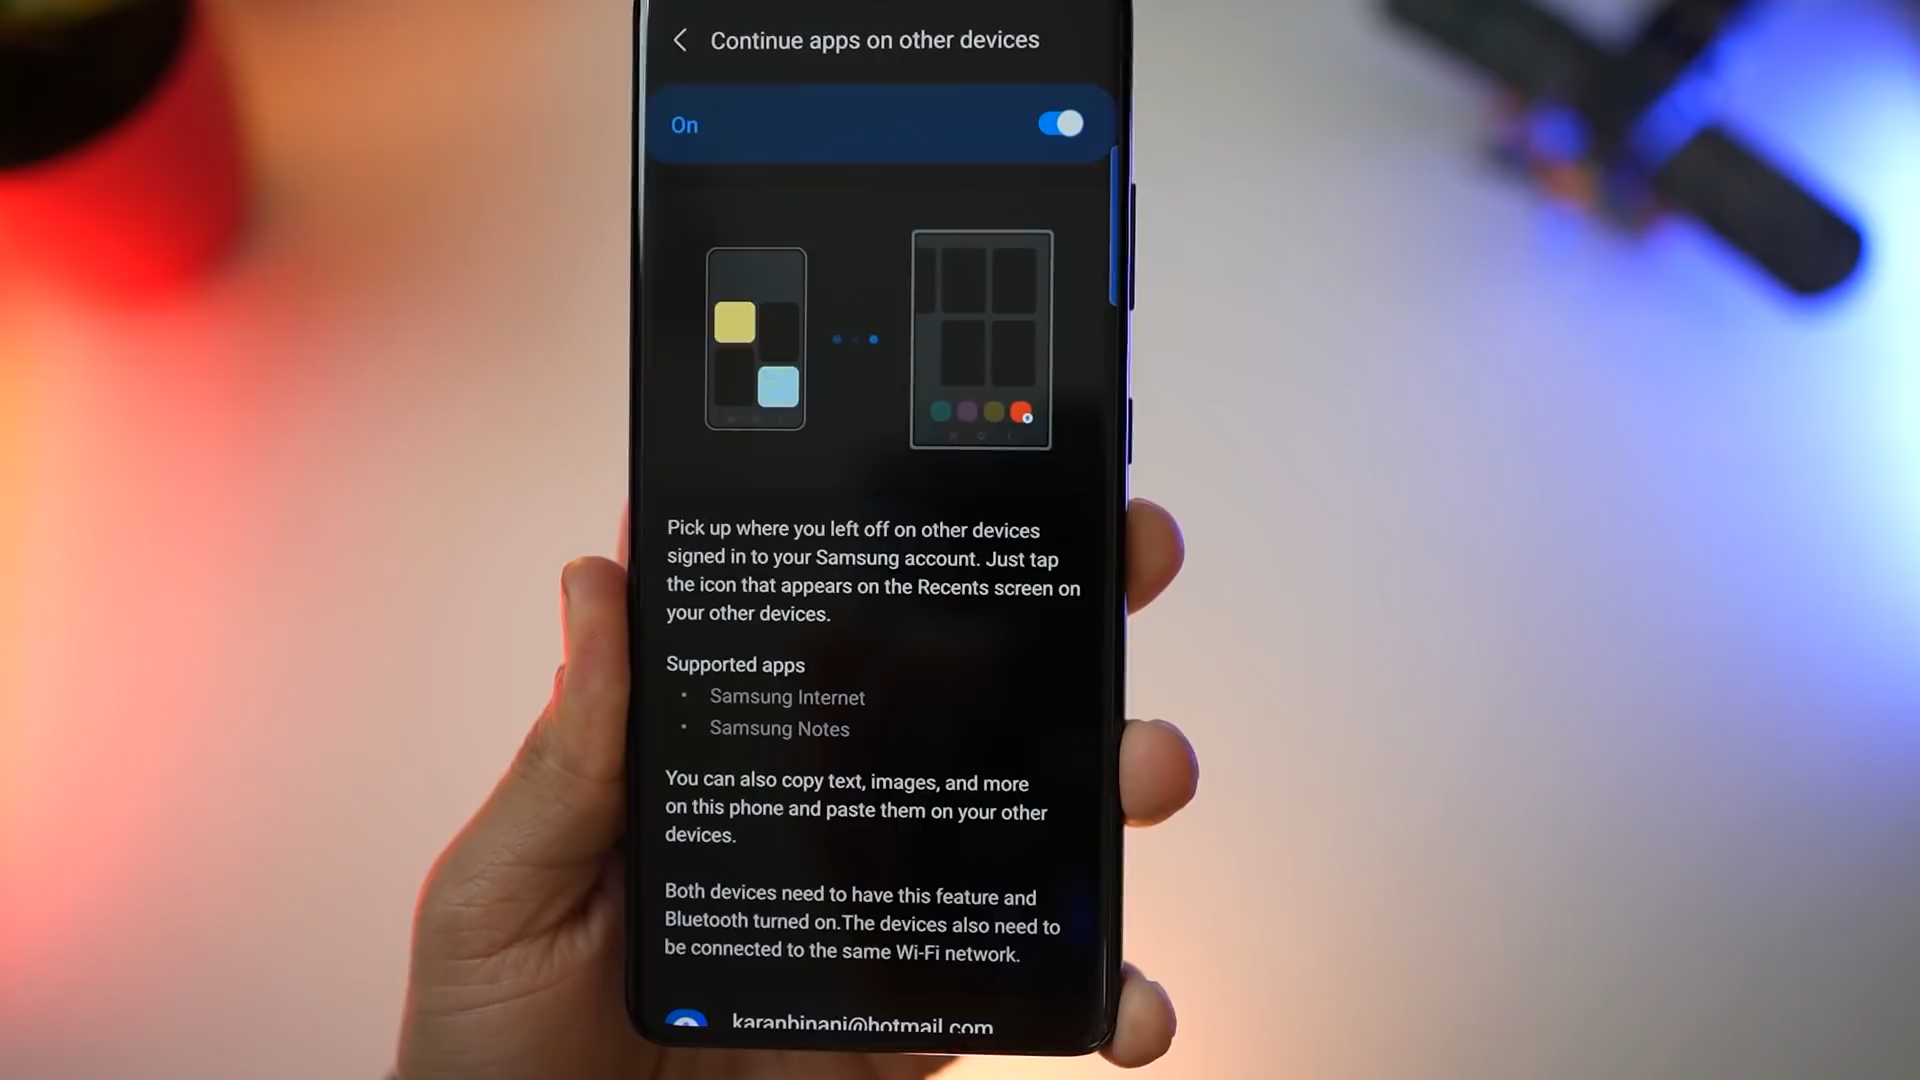 Continue apps on other devices
On
Pick up where you left off on other devices
signed in to your Samsung account. Just tap
the icon that appears on the Recents screen on
your other devices.
Supported apps
• Samsung Internet
• Samsung Notes
You can also copy text, images, and more
on this phone and paste them on your other
devices.
Both devices need to have this feature and
Bluetooth turned on.The devices also need to
be connected to the same Wi-Fi network.
karanbinani@hotmail.com